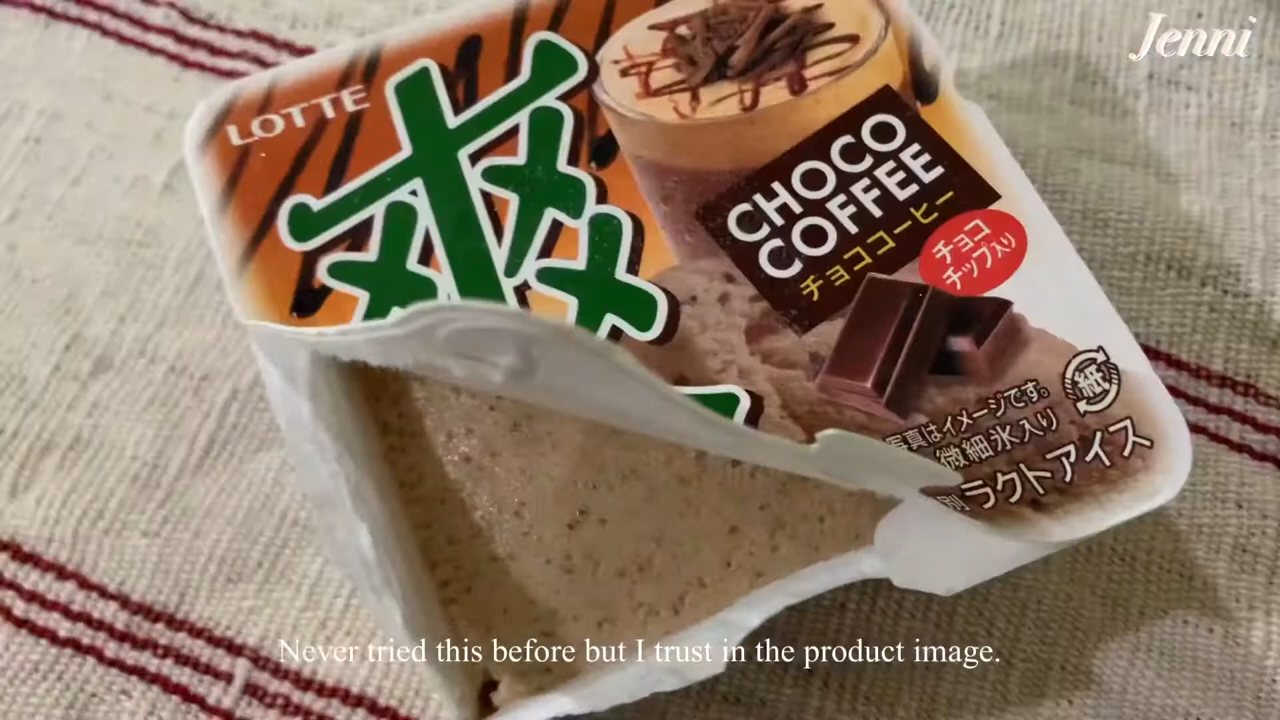 Jenni
LOTTE
爽
CHOCO
COFFEE
チョココーヒー
チョコ
チップ入り
紙
写真はイメージです。
微細氷入り
ラクトアイス
Never tried this before but I trust in the product image.